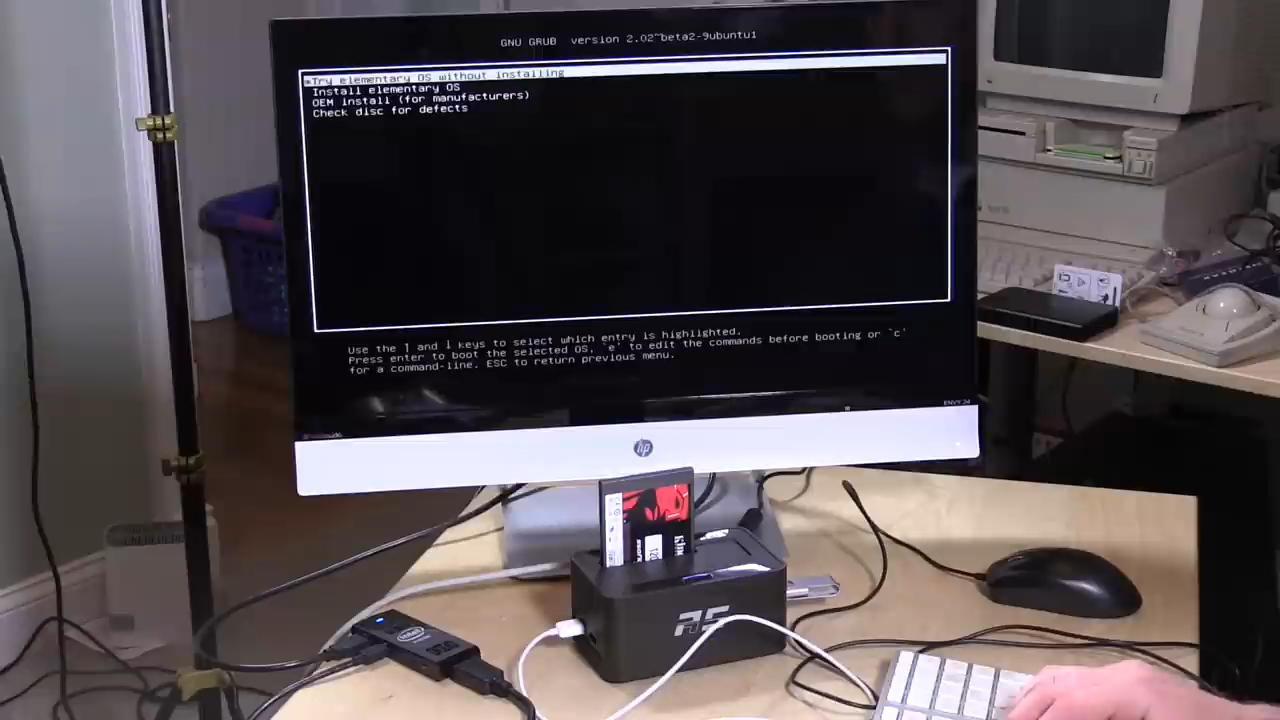 GNU GRUB version 2.02~beta2-9ubuntu1
*Try elementary OS without installing
Install elementary OS
OEM install (for manufacturers)
Check disc for defects
Use the ↑ and ↓ keys to select which entry is highlighted.
Press enter to boot the selected OS, `e' to edit the commands before booting or `c'
for a command-line. ESC to return previous menu.
ENVY 24
hp
intel